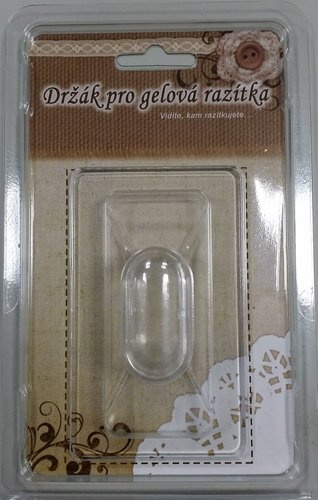 Držák pro gelová razítka
Vidíte, kam razítkujete...